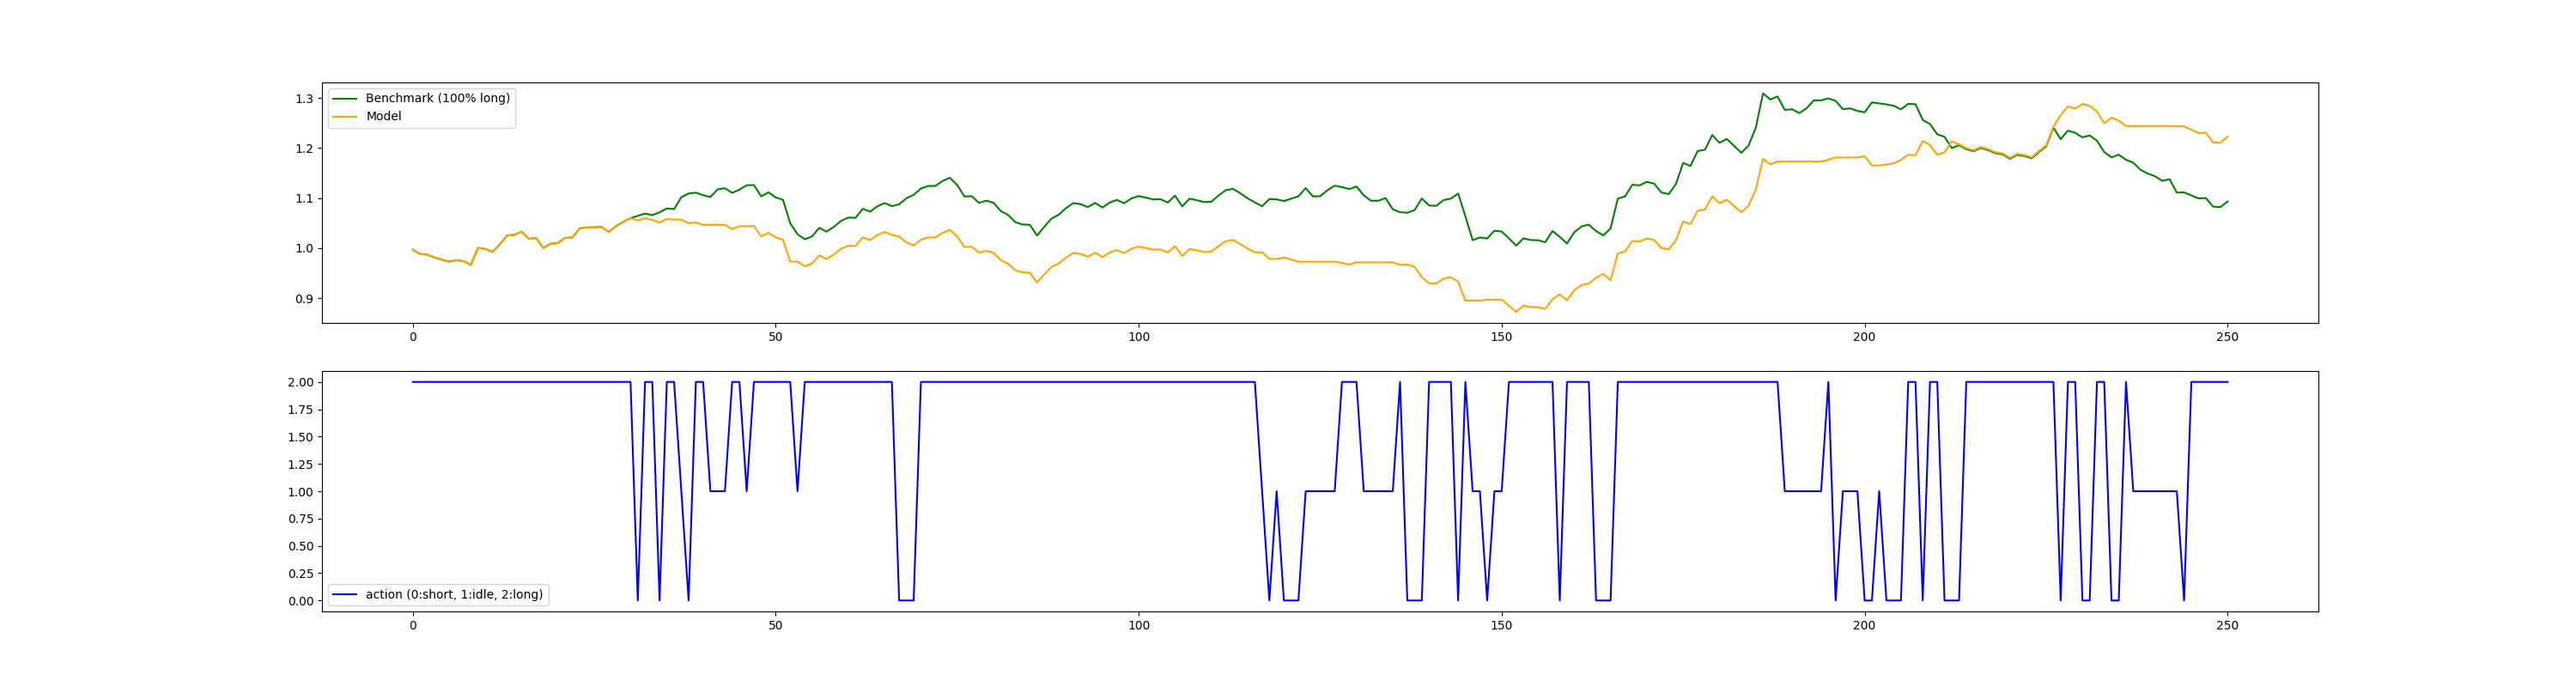 1.3
1.2
1.1
1.0
0.9
Benchmark (100% long)
Model
0 50 100 150 200 250
2.00
1.75
1.50
1.25
1.00
0.75
0.50
0.25
0.00
action (0:short, 1:idle, 2:long)
0 50 100 150 200 250